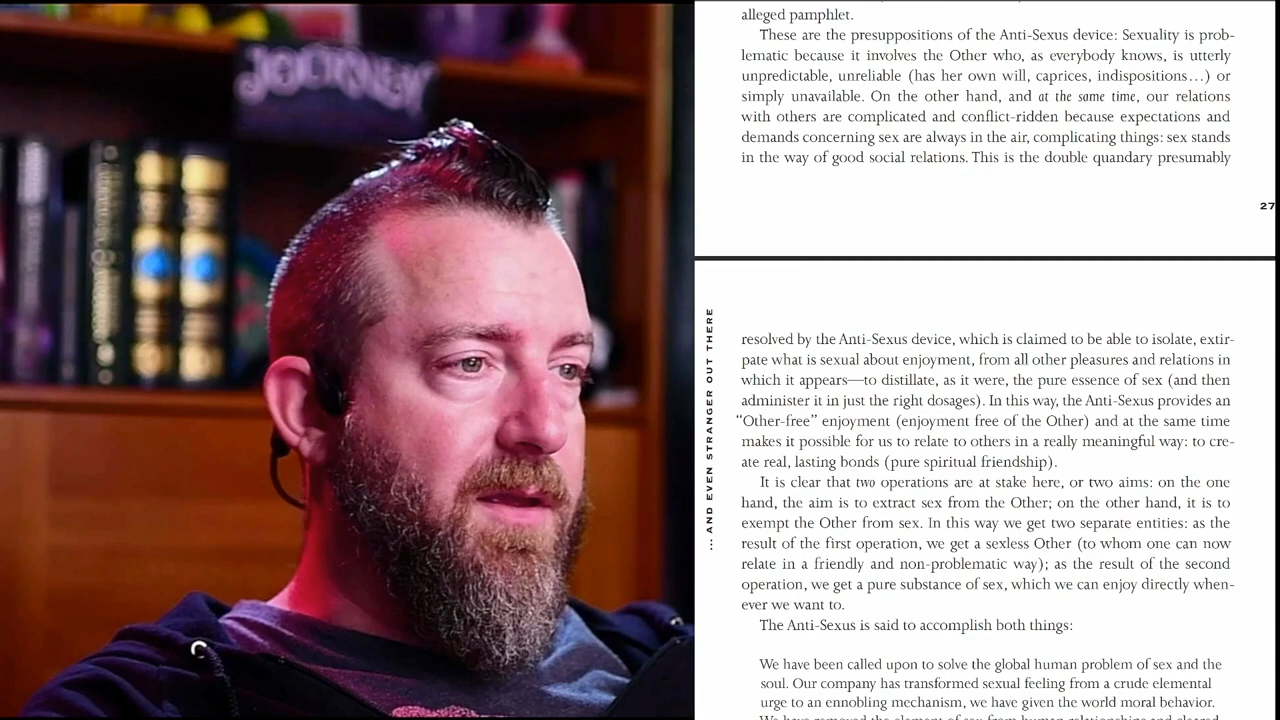 JOURNEY
alleged pamphlet.
These are the presuppositions of the Anti-Sexus device: Sexuality is prob-
lematic because it involves the Other who, as everybody knows, is utterly
unpredictable, unreliable (has her own will, caprices, indispositions…) or
simply unavailable. On the other hand, and at the same time, our relations
with others are complicated and conflict-ridden because expectations and
demands concerning sex are always in the air, complicating things: sex stands
in the way of good social relations. This is the double quandary presumably
27
... AND EVEN STRANGER OUT THERE
resolved by the Anti-Sexus device, which is claimed to be able to isolate, extir-
pate what is sexual about enjoyment, from all other pleasures and relations in
which it appears—to distillate, as it were, the pure essence of sex (and then
administer it in just the right dosages). In this way, the Anti-Sexus provides an
“Other-free” enjoyment (enjoyment free of the Other) and at the same time
makes it possible for us to relate to others in a really meaningful way: to cre-
ate real, lasting bonds (pure spiritual friendship).
It is clear that two operations are at stake here, or two aims: on the one
hand, the aim is to extract sex from the Other; on the other hand, it is to
exempt the Other from sex. In this way we get two separate entities: as the
result of the first operation, we get a sexless Other (to whom one can now
relate in a friendly and non-problematic way); as the result of the second
operation, we get a pure substance of sex, which we can enjoy directly when-
ever we want to.
The Anti-Sexus is said to accomplish both things:
We have been called upon to solve the global human problem of sex and the
soul. Our company has transformed sexual feeling from a crude elemental
urge to an ennobling mechanism, we have given the world moral behavior.
We have removed the element of sex from human relationships and cleared